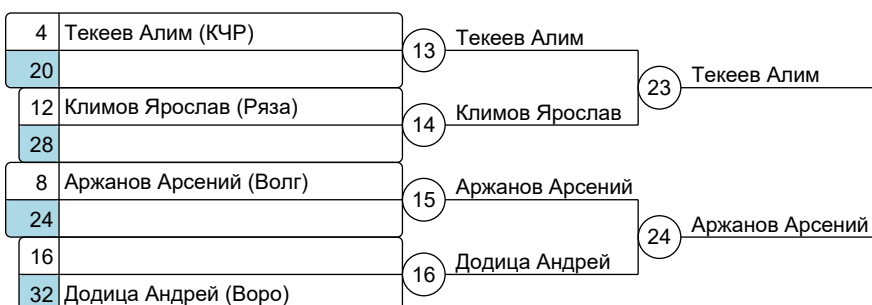 4 Текеев Алим (КЧР)
20
12 Климов Ярослав (Ряза)
28
8 Аржанов Арсений (Волг)
24
16
32 Додица Андрей (Воро)
13 Текеев Алим
14 Климов Ярослав
15 Аржанов Арсений
16 Додица Андрей
23 Текеев Алим
24 Аржанов Арсений